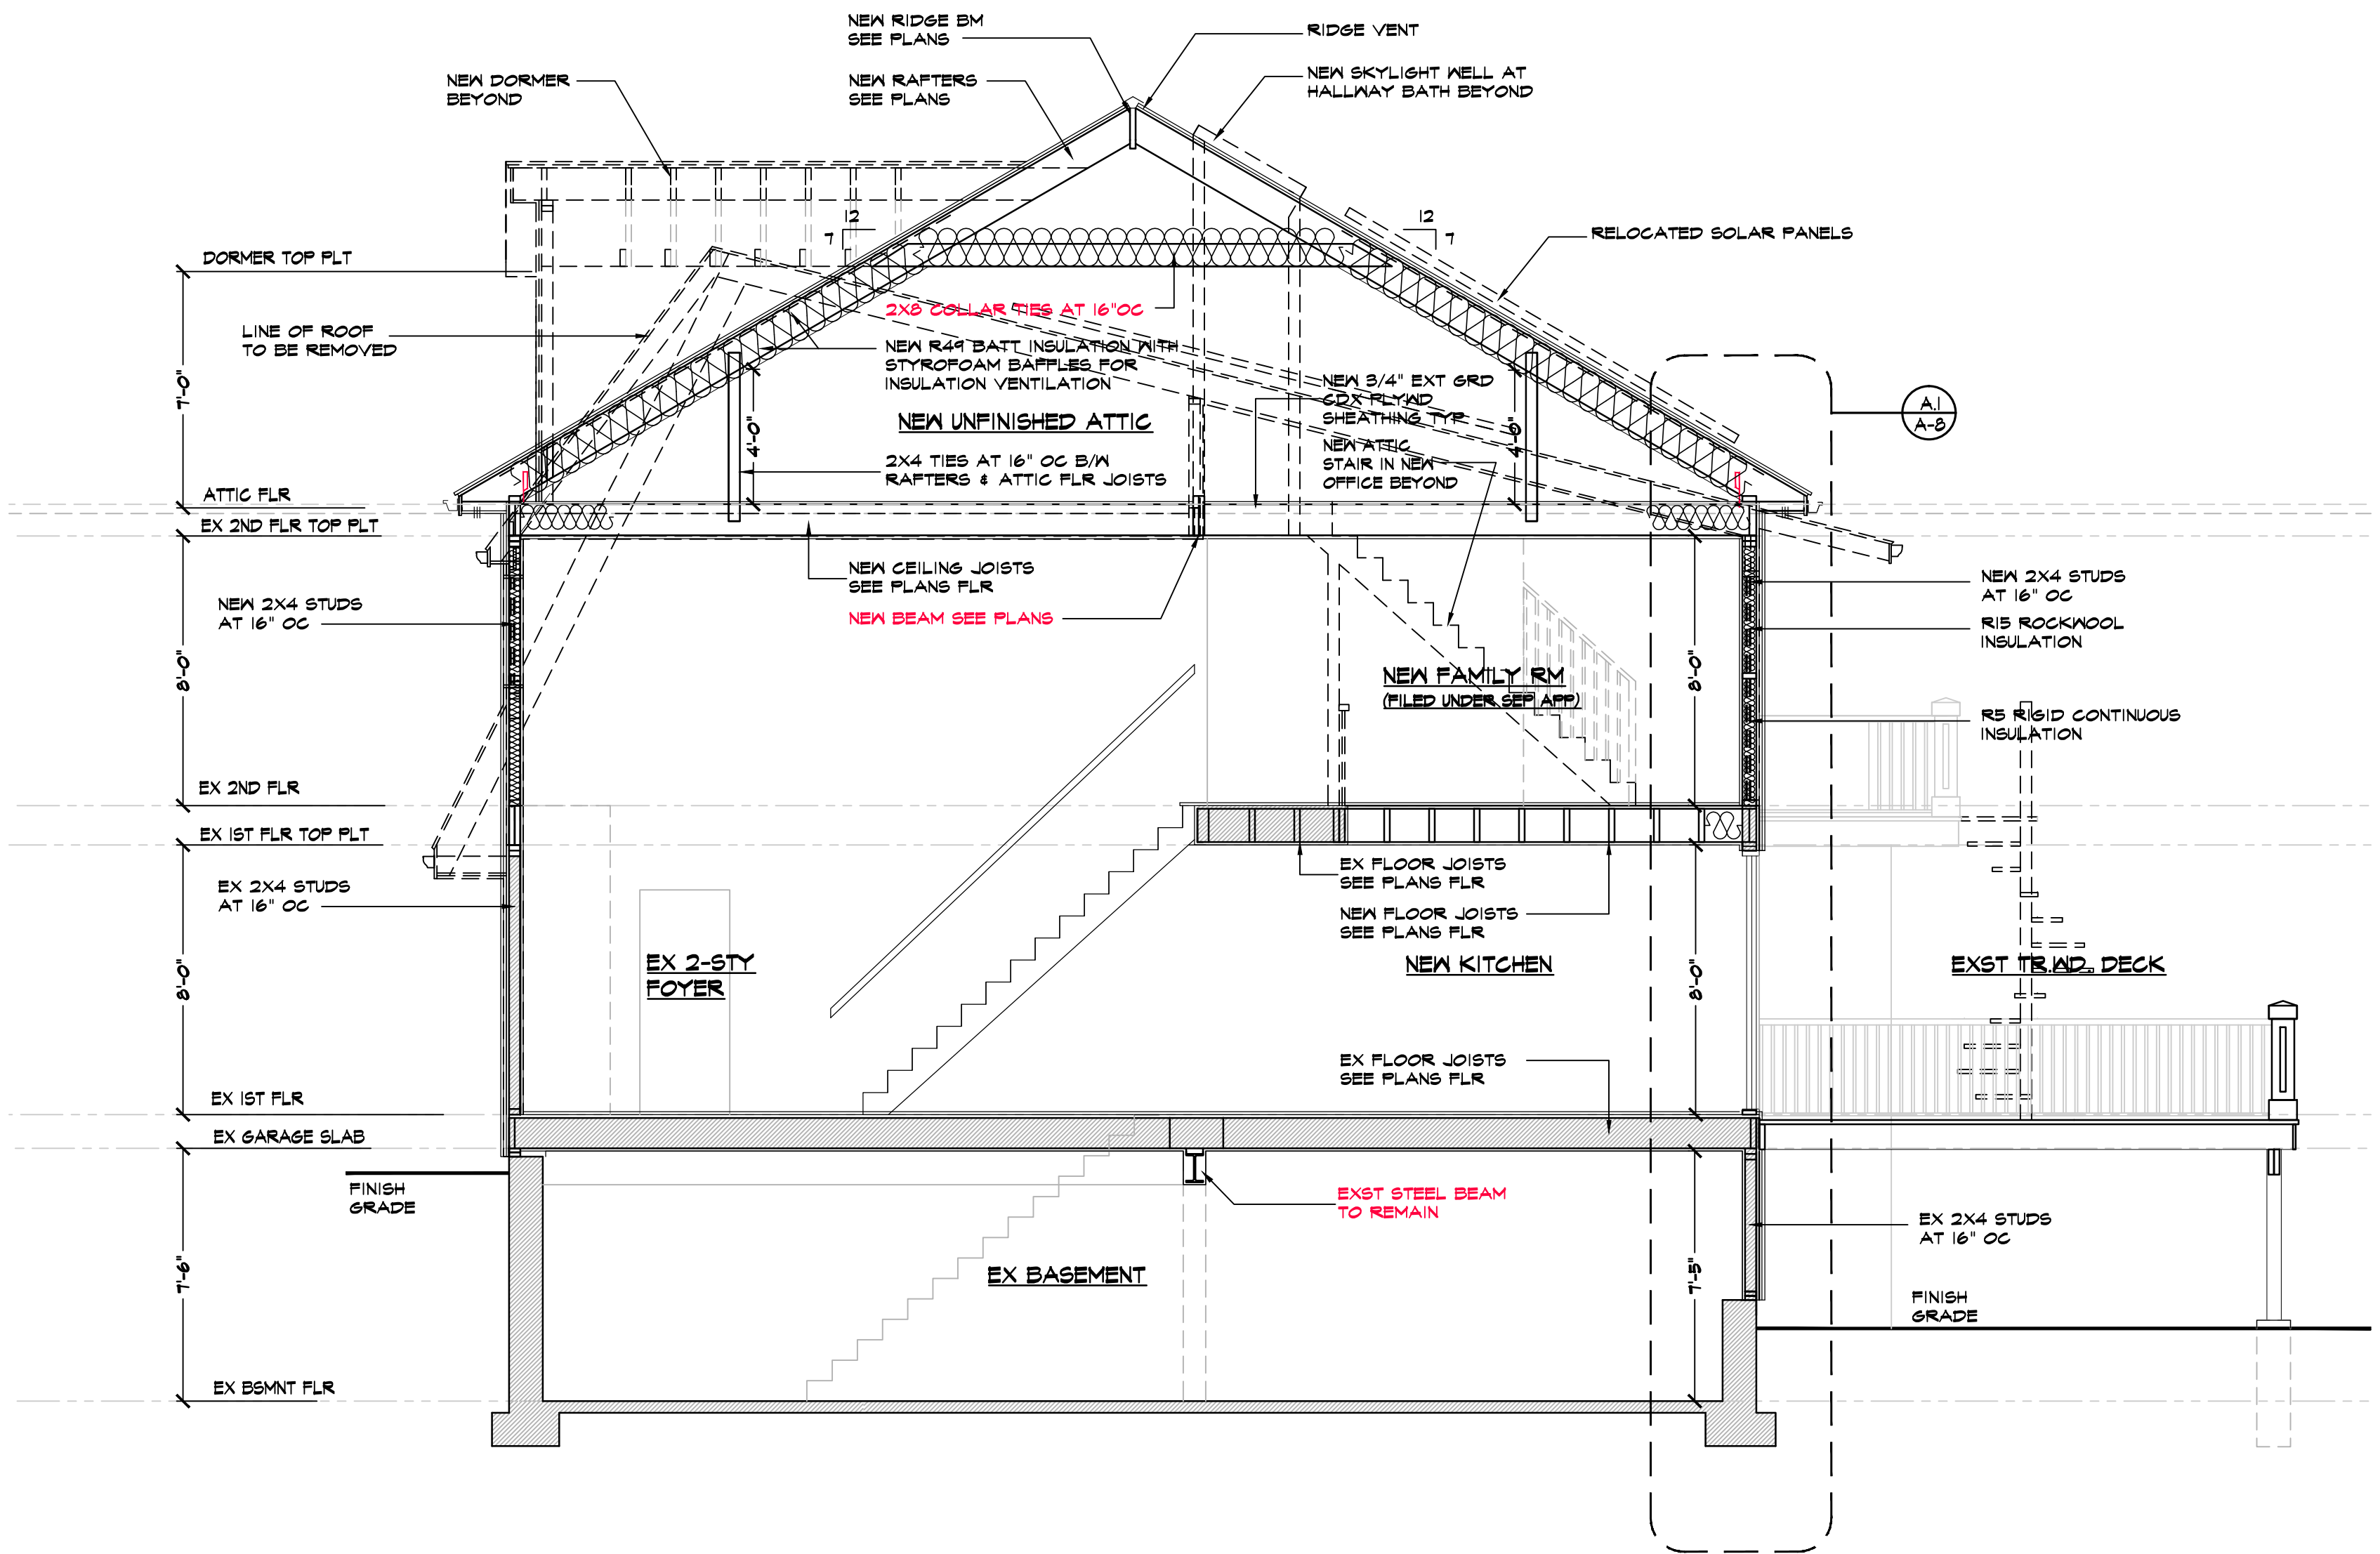 NEW RIDGE BM
SEE PLANS
RIDGE VENT
NEW DORMER
BEYOND
NEW RAFTERS
SEE PLANS
NEW SKYLIGHT WELL AT
HALLWAY BATH BEYOND
12
7
12
7
RELOCATED SOLAR PANELS
DORMER TOP PLT
2X8 COLLAR TIES AT 16"OC
LINE OF ROOF
TO BE REMOVED
NEW R49 BATT INSULATION WITH
STYROFOAM BAFFLES FOR
INSULATION VENTILATION
NEW 3/4" EXT GRD
CDX PLYWD
SHEATHING TYP
7'-0"
NEW UNFINISHED ATTIC
4'-0"
4'-0"
A.1
A-8
NEW ATTIC
STAIR IN NEW
OFFICE BEYOND
2X4 TIES AT 16" OC B/W
RAFTERS & ATTIC FLR JOISTS
ATTIC FLR
EX 2ND FLR TOP PLT
NEW CEILING JOISTS
SEE PLANS FLR
NEW BEAM SEE PLANS
NEW 2X4 STUDS
AT 16" OC
NEW 2X4 STUDS
AT 16" OC
R15 ROCKWOOL
INSULATION
8'-0"
NEW FAMILY RM
(FILED UNDER SEP APP)
8'-0"
R5 RIGID CONTINUOUS
INSULATION
EX 2ND FLR
EX 1ST FLR TOP PLT
EX 2X4 STUDS
AT 16" OC
EX FLOOR JOISTS
SEE PLANS FLR
NEW FLOOR JOISTS
SEE PLANS FLR
8'-0"
EX 2-STY
FOYER
NEW KITCHEN
8'-0"
EXST TR.WD. DECK
EX FLOOR JOISTS
SEE PLANS FLR
EX 1ST FLR
EX GARAGE SLAB
FINISH
GRADE
EXST STEEL BEAM
TO REMAIN
EX 2X4 STUDS
AT 16" OC
7'-6"
EX BASEMENT
7'-5"
FINISH
GRADE
EX BSMNT FLR